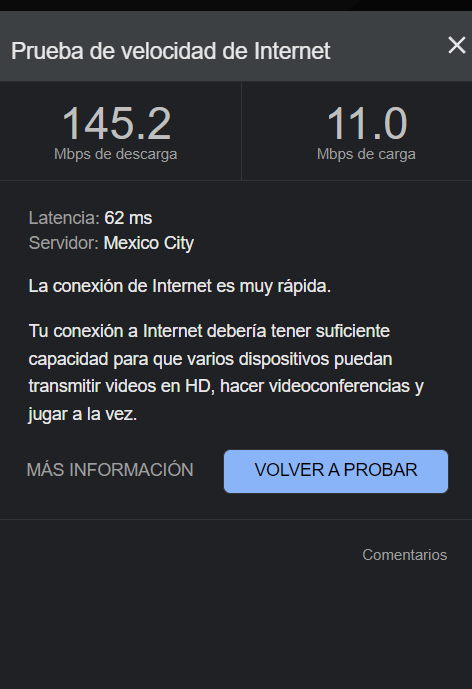 Prueba de velocidad de Internet
145.2
Mbps de descarga
11.0
Mbps de carga
Latencia: 62 ms
Servidor: Mexico City
La conexión de Internet es muy rápida.
Tu conexión a Internet debería tener suficiente
capacidad para que varios dispositivos puedan
transmitir videos en HD, hacer videoconferencias y
jugar a la vez.
MÁS INFORMACIÓN
VOLVER A PROBAR
Comentarios